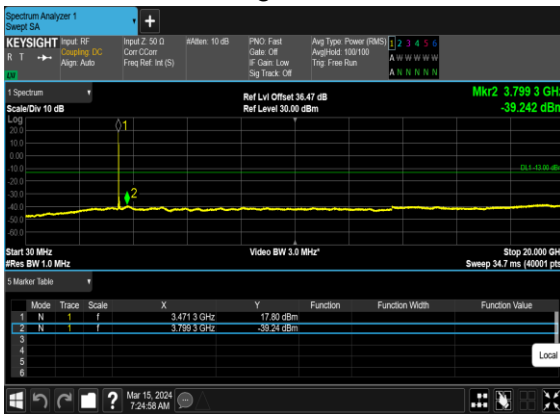 Spectrum Analyzer 1
Swept SA
KEYSIGHT
R T
Input: RF
Coupling: DC
Align: Auto
Input Z: 50 Ω
Corr CCorr
Freq Ref: Int (S)
#Atten: 10 dB
PNO: Fast
Gate: Off
IF Gain: Low
Sig Track: Off
Avg Type: Power (RMS)
Avg|Hold: 100/100
Trig: Free Run
1 2 3 4 5 6
A W W W W W
A N N N N N
LV
1 Spectrum
Scale/Div 10 dB
Ref Lvl Offset 36.47 dB
Ref Level 30.00 dBm
Mkr2 3.799 3 GHz
-39.242 dBm
Log
20.0
10.0
0.00
-10.0
-20.0
-30.0
-40.0
-50.0
-60.0
1
2
DL1 -13.00 dBm
Start 30 MHz
#Res BW 1.0 MHz
Video BW 3.0 MHz*
Stop 20.000 GH
Sweep 34.7 ms (40001 pts
5 Marker Table
Mode Trace Scale X Y Function Function Width Function Value
1 N 1 f 3.471 3 GHz 17.80 dBm
2 N 1 f 3.799 3 GHz -39.24 dBm
3
4
5
6
Local
Mar 15, 2024
7:24:58 AM